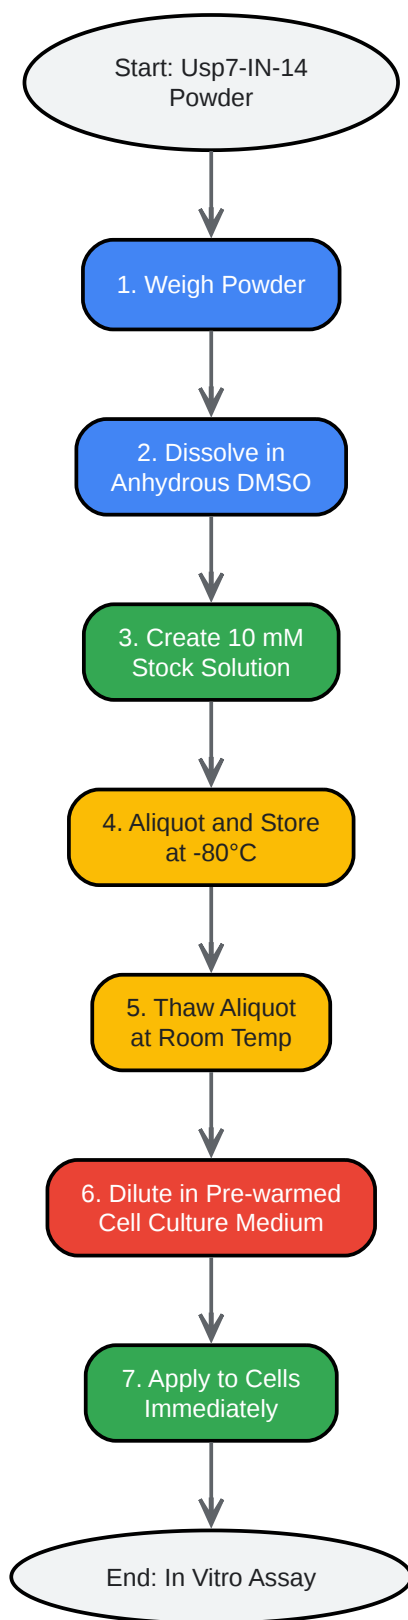 Start: Usp7-IN-14
Powder
1. Weigh Powder
2. Dissolve in
Anhydrous DMSO
3. Create 10 mM
Stock Solution
4. Aliquot and Store
at -80°C
5. Thaw Aliquot
at Room Temp
6. Dilute in Pre-warmed
Cell Culture Medium
7. Apply to Cells
Immediately
End: In Vitro Assay